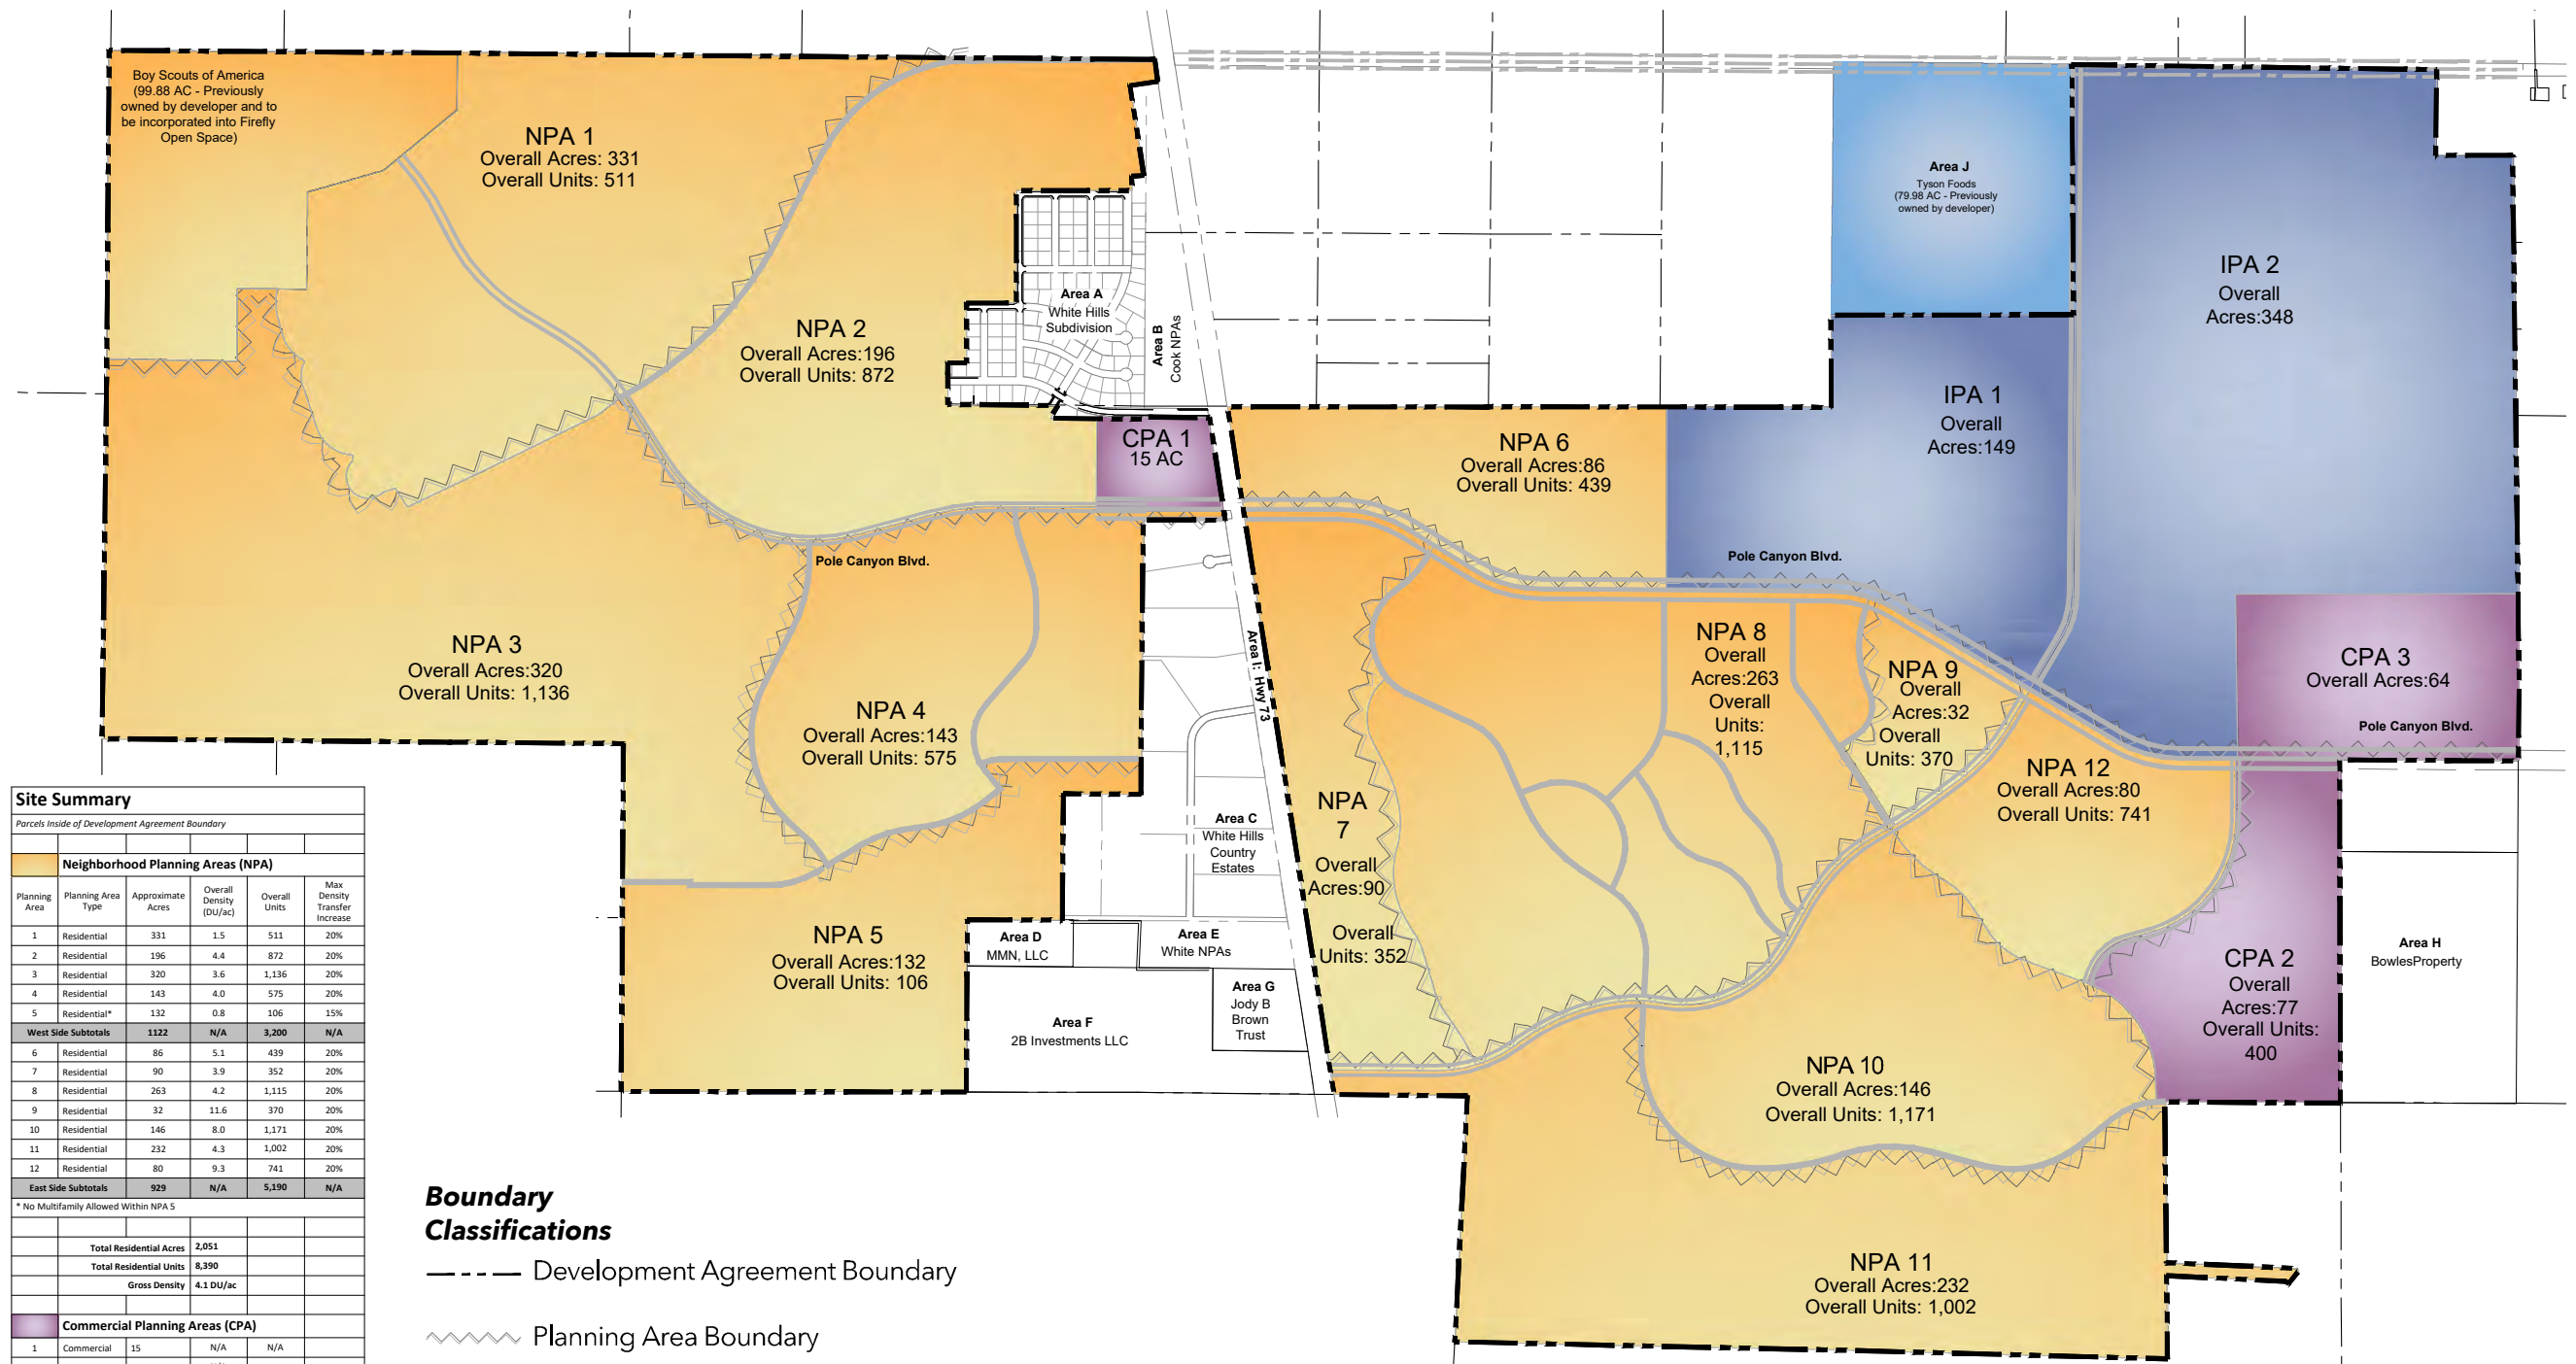 Boy Scouts of America
(99.88 AC - Previously
owned by developer and to
be incorporated into Firefly
Open Space)
NPA 1
Overall Acres: 331
Overall Units: 511
NPA 2
Overall Acres:196
Overall Units: 872
Area A
White Hills
Subdivision
Area B
Cook NPAs
CPA 1
15 AC
Area J
Tyson Foods
(79.98 AC - Previously
owned by developer)
IPA 2
Overall
Acres:348
IPA 1
Overall
Acres:149
NPA 6
Overall Acres:86
Overall Units: 439
Pole Canyon Blvd.
Pole Canyon Blvd.
NPA 3
Overall Acres:320
Overall Units: 1,136
NPA 4
Overall Acres:143
Overall Units: 575
Area I: Hwy 73
NPA 8
Overall
Acres:263
Overall
Units:
1,115
NPA 9
Overall
Acres:32
Overall
Units: 370
CPA 3
Overall Acres:64
Pole Canyon Blvd.
NPA 12
Overall Acres:80
Overall Units: 741
NPA
7
Overall
Acres:90
Overall
Units: 352
Area C
White Hills
Country
Estates
NPA 5
Overall Acres:132
Overall Units: 106
Area D
MMN, LLC
Area E
White NPAs
Area F
2B Investments LLC
Area G
Jody B
Brown
Trust
CPA 2
Overall
Acres:77
Overall Units:
400
Area H
BowlesProperty
NPA 10
Overall Acres:146
Overall Units: 1,171
NPA 11
Overall Acres:232
Overall Units: 1,002
Site Summary
Parcels Inside of Development Agreement Boundary
Neighborhood Planning Areas (NPA)
Planning Area Planning Area Type Approximate Acres Overall Density (DU/ac) Overall Units Max Density Transfer Increase
1 Residential 331 1.5 511 20%
2 Residential 196 4.4 872 20%
3 Residential 320 3.6 1,136 20%
4 Residential 143 4.0 575 20%
5 Residential* 132 0.8 106 15%
West Side Subtotals 1122 N/A 3,200 N/A
6 Residential 86 5.1 439 20%
7 Residential 90 3.9 352 20%
8 Residential 263 4.2 1,115 20%
9 Residential 32 11.6 370 20%
10 Residential 146 8.0 1,171 20%
11 Residential 232 4.3 1,002 20%
12 Residential 80 9.3 741 20%
East Side Subtotals 929 N/A 5,190 N/A
* No Multifamily Allowed Within NPA 5
Total Residential Acres 2,051
Total Residential Units 8,390
Gross Density 4.1 DU/ac
Commercial Planning Areas (CPA)
1 Commercial 15 N/A N/A
Boundary
Classifications
Development Agreement Boundary
Planning Area Boundary